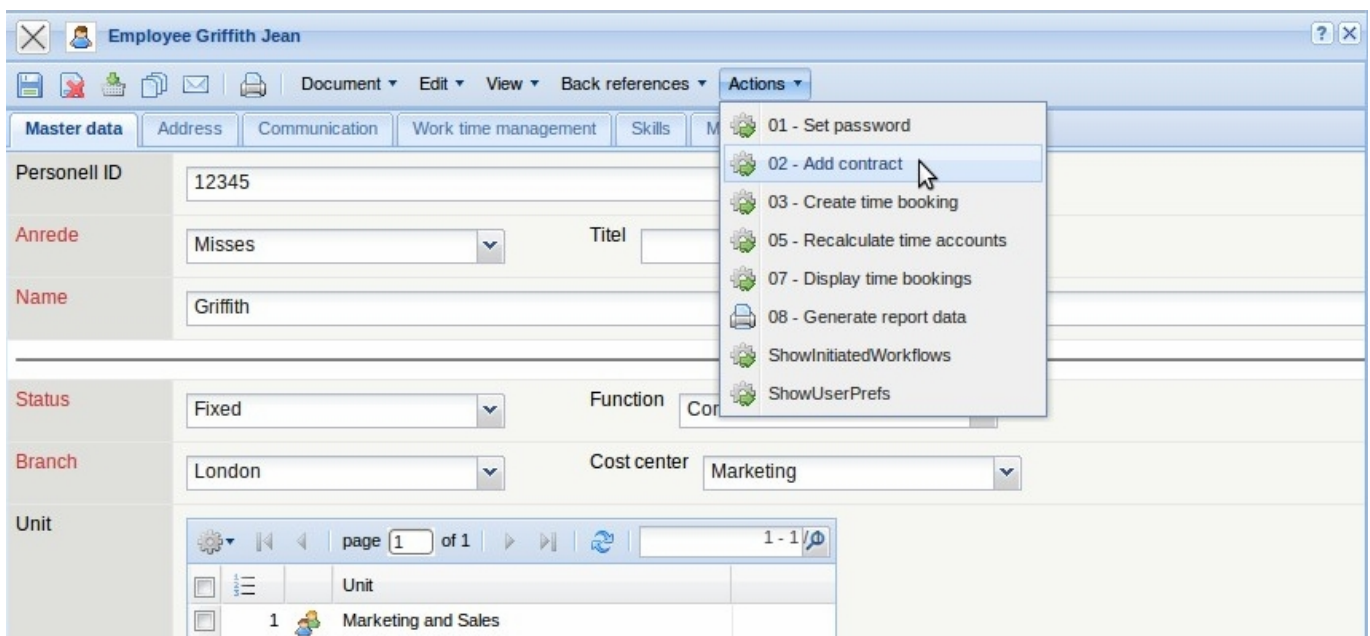 Employee Griffith Jean
Document Edit View Back references Actions
Master data Address Communication Work time management Skills M
01 - Set password
02 - Add contract
03 - Create time booking
05 - Recalculate time accounts
07 - Display time bookings
08 - Generate report data
ShowInitiatedWorkflows
ShowUserPrefs
Personell ID 12345
Anrede Misses Titel
Name Griffith
Status Fixed Function Cor
Branch London Cost center Marketing
Unit
page 1 of 1 1 - 1/
Unit
1 Marketing and Sales